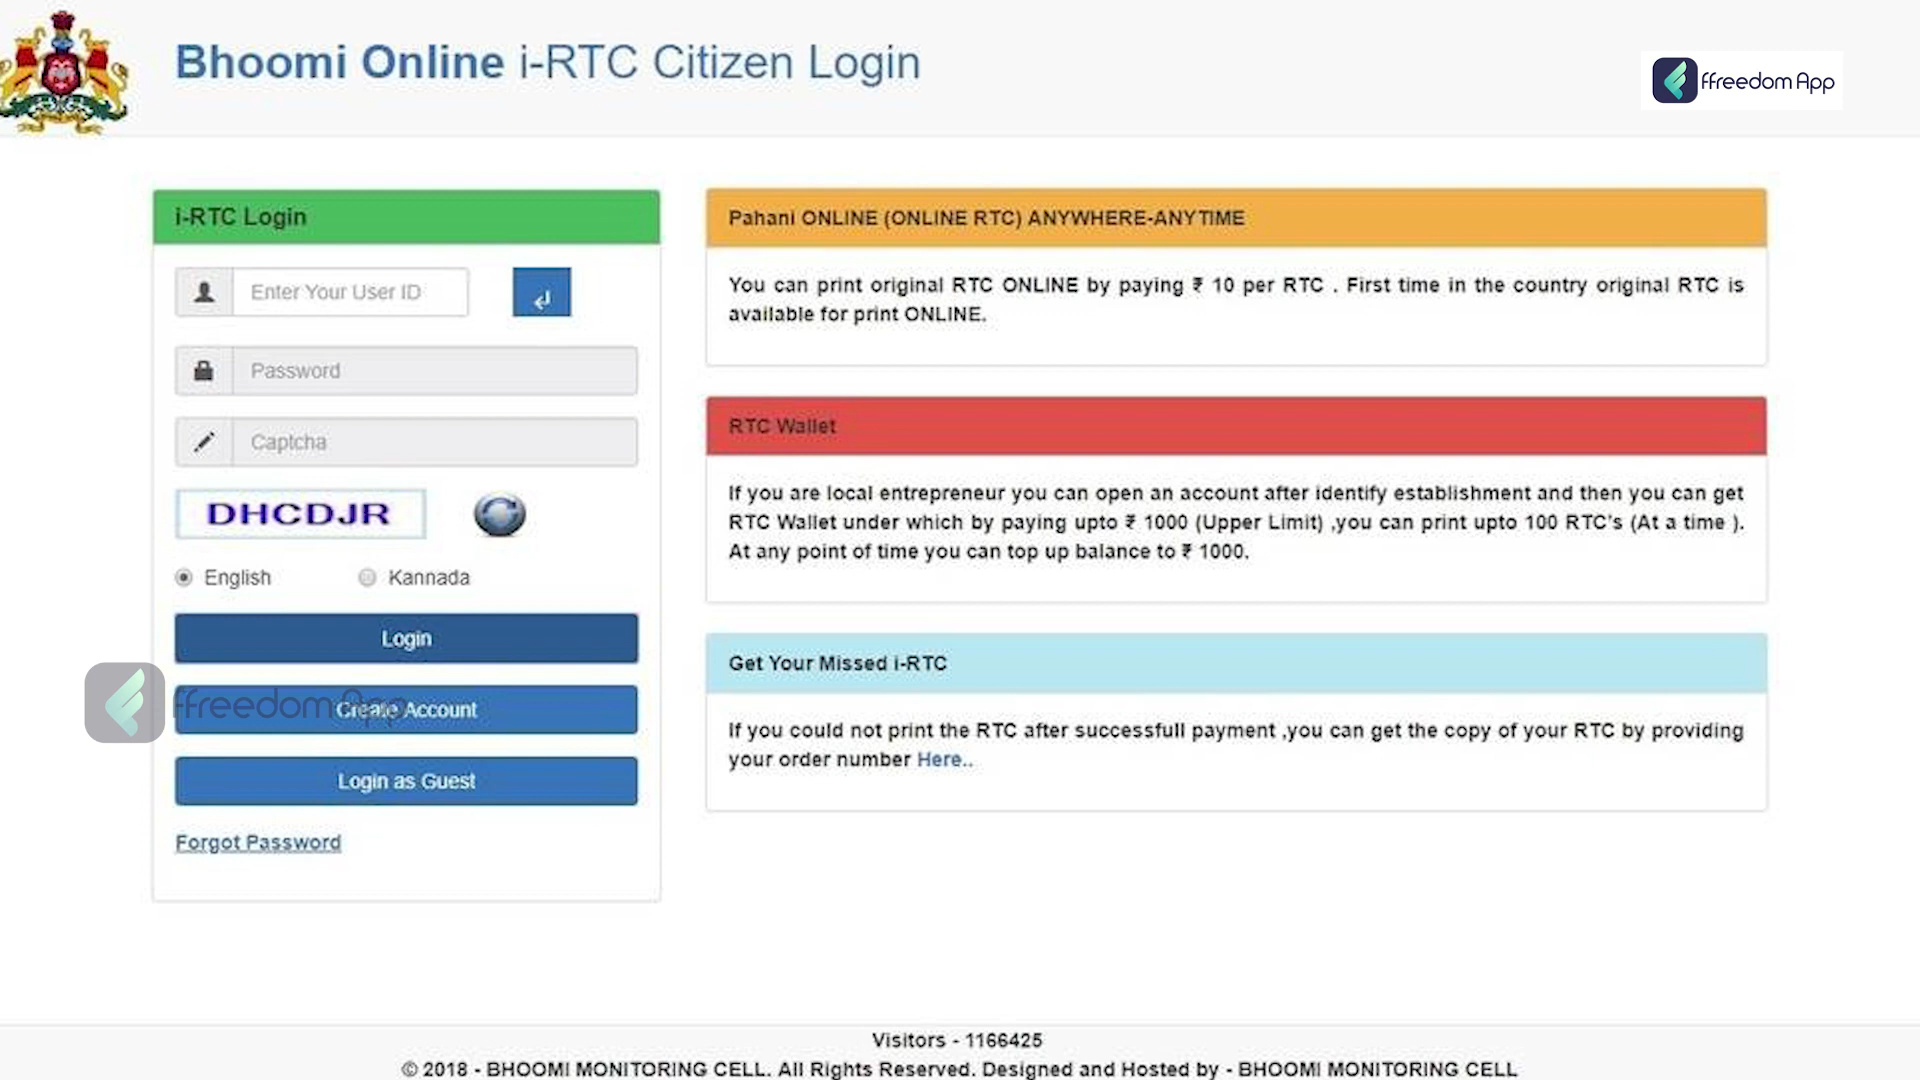 Bhoomi Online i-RTC Citizen Login
ffreedom App
i-RTC Login
Enter Your User ID
Password
Captcha
DHCDJR
English
Kannada
Login
ffreedom App
Create Account
Login as Guest
Forgot Password
Pahani ONLINE (ONLINE RTC) ANYWHERE-ANYTIME
You can print original RTC ONLINE by paying ₹ 10 per RTC . First time in the country original RTC is
available for print ONLINE.
RTC Wallet
If you are local entrepreneur you can open an account after identify establishment and then you can get
RTC Wallet under which by paying upto ₹ 1000 (Upper Limit) ,you can print upto 100 RTC's (At a time ).
At any point of time you can top up balance to ₹ 1000.
Get Your Missed i-RTC
If you could not print the RTC after successfull payment ,you can get the copy of your RTC by providing
your order number Here..
Visitors - 1166425
© 2018 - BHOOMI MONITORING CELL. All Rights Reserved. Designed and Hosted by - BHOOMI MONITORING CELL